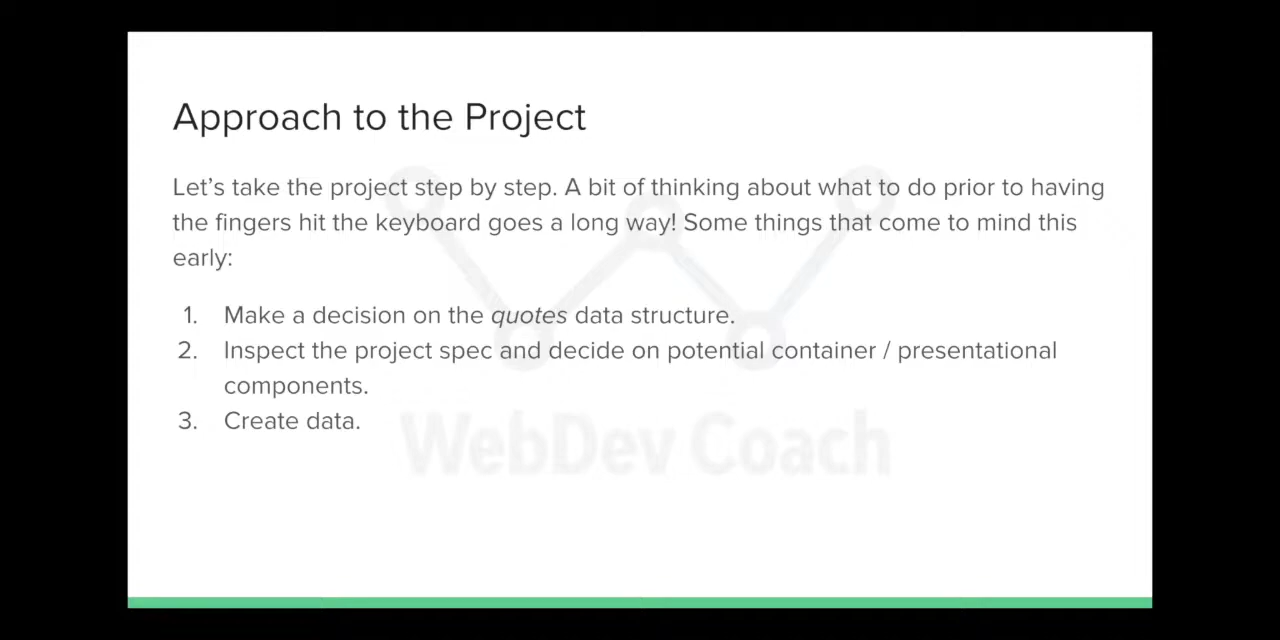 Approach to the Project
Let's take the project step by step. A bit of thinking about what to do prior to having
the fingers hit the keyboard goes a long way! Some things that come to mind this
early:
1. Make a decision on the quotes data structure.
2. Inspect the project spec and decide on potential container / presentational
components.
3. Create data.
WebDev Coach